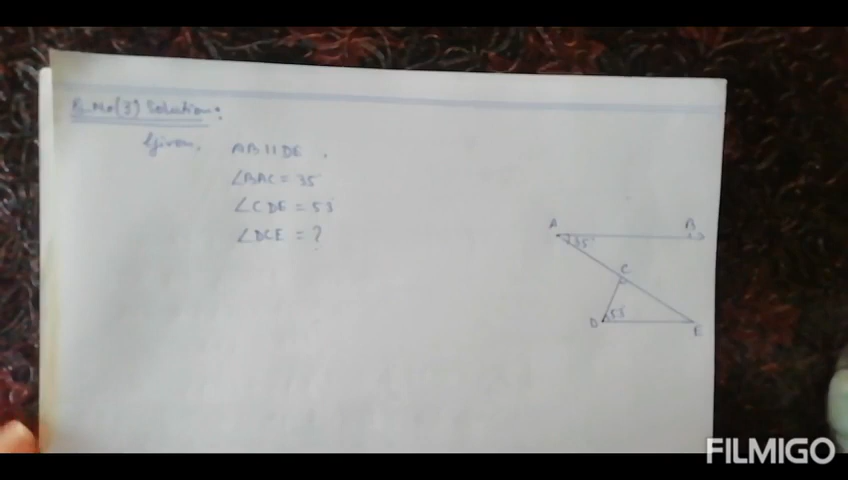 Q.No(3) Solution:
Given,
AB || DE.
∠BAC = 35°
∠CDE = 53°
∠DCE = ?
A B
35°
C
D 53° E
FILMIGO